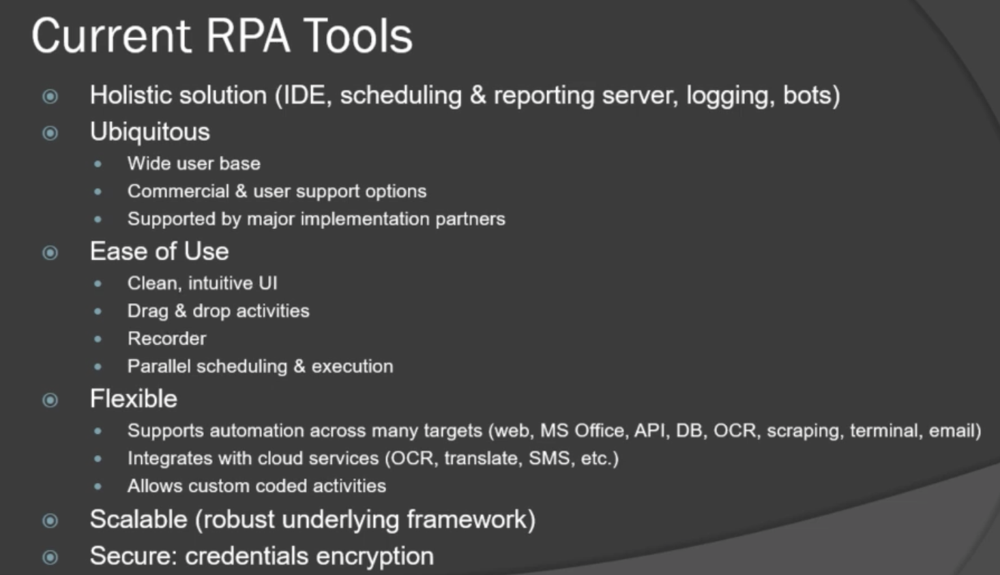 Current RPA Tools
Holistic solution (IDE, scheduling & reporting server, logging, bots)
Ubiquitous
Wide user base
Commercial & user support options
Supported by major implementation partners
Ease of Use
Clean, intuitive UI
Drag & drop activities
Recorder
Parallel scheduling & execution
Flexible
Supports automation across many targets (web, MS Office, API, DB, OCR, scraping, terminal, email)
Integrates with cloud services (OCR, translate, SMS, etc.)
Allows custom coded activities
Scalable (robust underlying framework)
Secure: credentials encryption